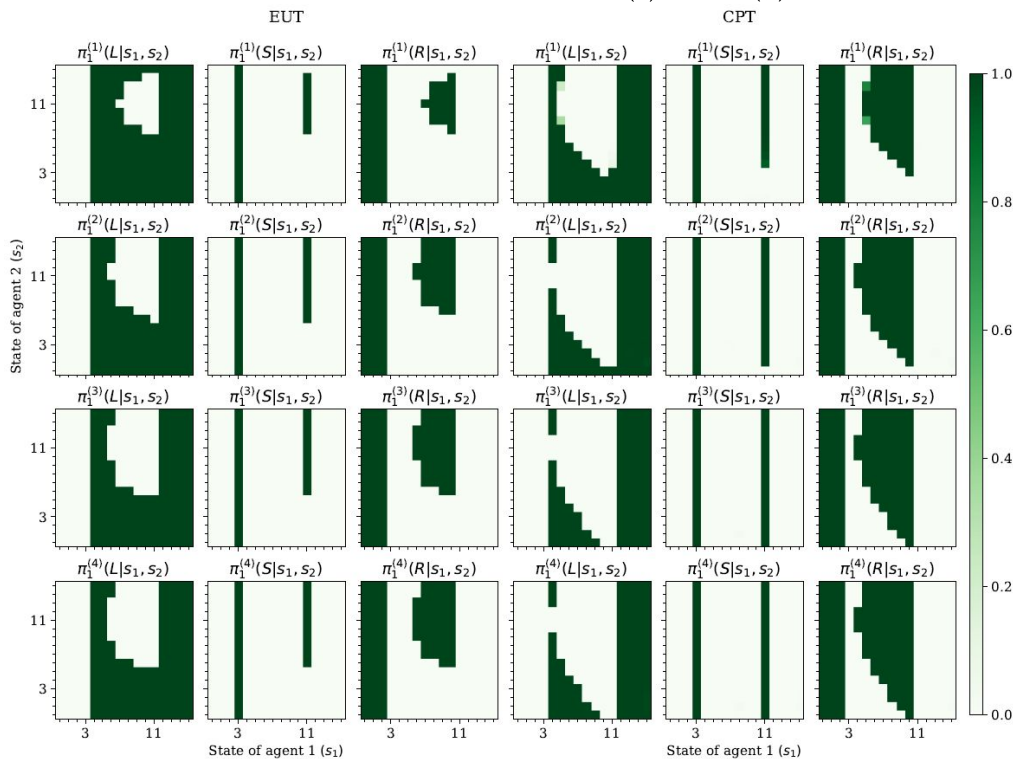 EUT CPT
π₁⁽¹⁾(L|s₁, s₂) π₁⁽¹⁾(S|s₁, s₂) π₁⁽¹⁾(R|s₁, s₂) π₁⁽¹⁾(L|s₁, s₂) π₁⁽¹⁾(S|s₁, s₂) π₁⁽¹⁾(R|s₁, s₂)
11
3
π₁⁽²⁾(L|s₁, s₂) π₁⁽²⁾(S|s₁, s₂) π₁⁽²⁾(R|s₁, s₂) π₁⁽²⁾(L|s₁, s₂) π₁⁽²⁾(S|s₁, s₂) π₁⁽²⁾(R|s₁, s₂)
11
3
π₁⁽³⁾(L|s₁, s₂) π₁⁽³⁾(S|s₁, s₂) π₁⁽³⁾(R|s₁, s₂) π₁⁽³⁾(L|s₁, s₂) π₁⁽³⁾(S|s₁, s₂) π₁⁽³⁾(R|s₁, s₂)
11
3
π₁⁽⁴⁾(L|s₁, s₂) π₁⁽⁴⁾(S|s₁, s₂) π₁⁽⁴⁾(R|s₁, s₂) π₁⁽⁴⁾(L|s₁, s₂) π₁⁽⁴⁾(S|s₁, s₂) π₁⁽⁴⁾(R|s₁, s₂)
11
3
3 11 3 11 3 11 3 11 3 11 3 11
State of agent 1 (s₁) State of agent 1 (s₁)
State of agent 2 (s₂)
1.0
0.8
0.6
0.4
0.2
0.0